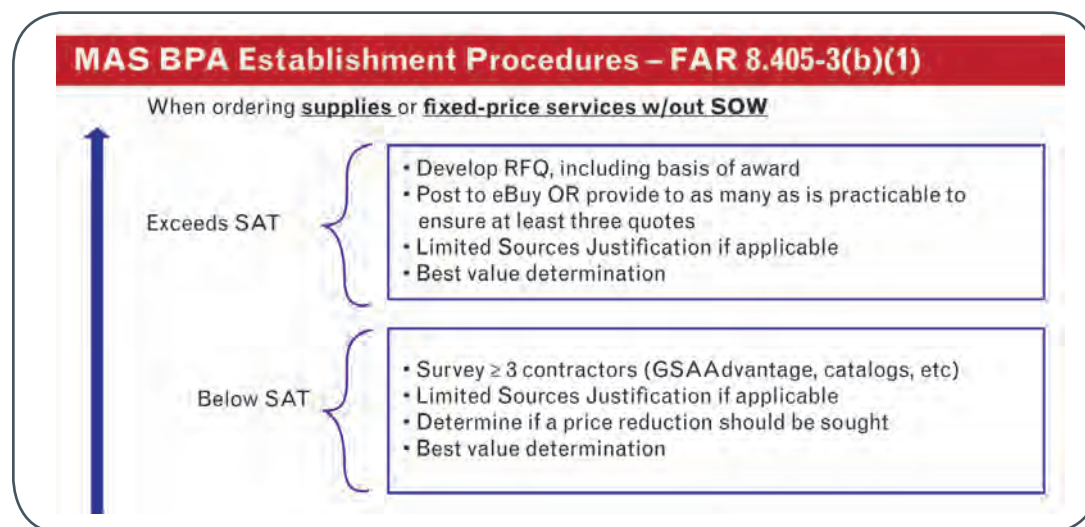 MAS BPA Establishment Procedures – FAR 8.405-3(b)(1)
When ordering supplies or fixed-price services w/out SOW
Exceeds SAT
• Develop RFQ, including basis of award
• Post to eBuy OR provide to as many as is practicable to
ensure at least three quotes
• Limited Sources Justification if applicable
• Best value determination
Below SAT
• Survey ≥ 3 contractors (GSAAdvantage, catalogs, etc)
• Limited Sources Justification if applicable
• Determine if a price reduction should be sought
• Best value determination